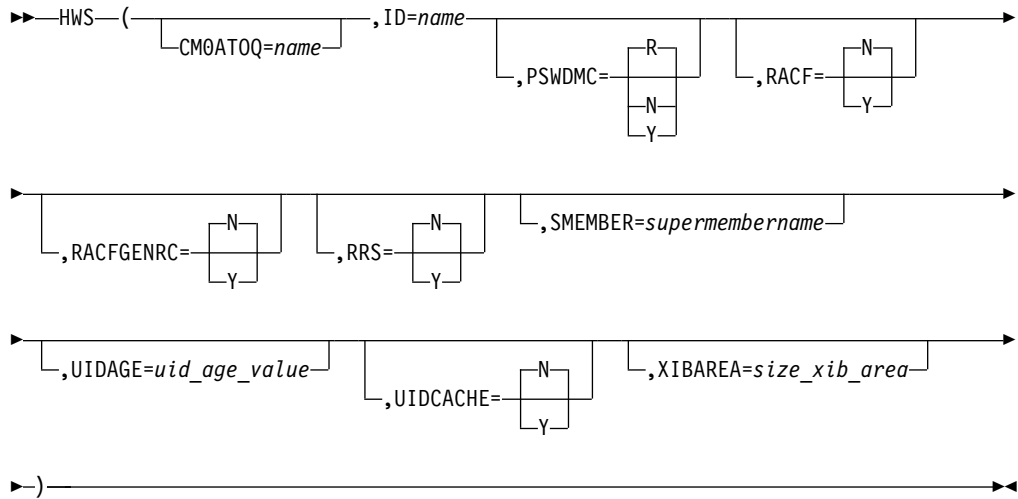 HWS ( CM0ATOQ=name ,ID=name ,PSWDMC= R N Y ,RACF= N Y
,RACFGENRC= N Y ,RRS= N Y ,SMEMBER=supermembername
,UIDAGE=uid_age_value ,UIDCACHE= N Y ,XIBAREA=size_xib_area
)